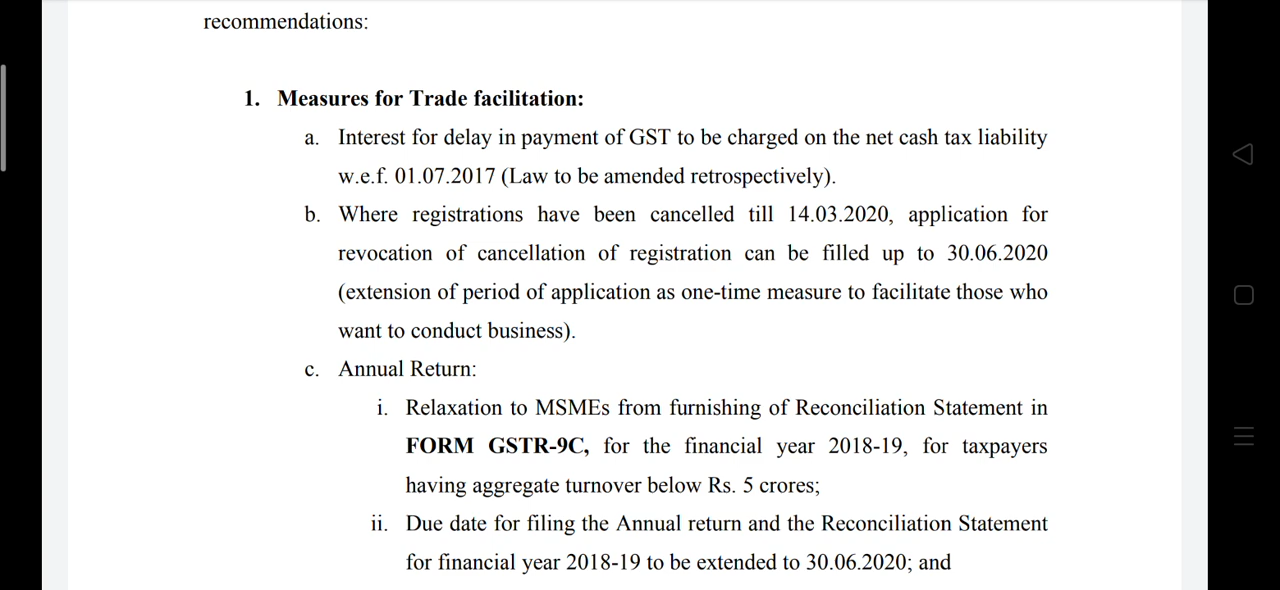 recommendations:
1. Measures for Trade facilitation:
a. Interest for delay in payment of GST to be charged on the net cash tax liability
w.e.f. 01.07.2017 (Law to be amended retrospectively).
b. Where registrations have been cancelled till 14.03.2020, application for
revocation of cancellation of registration can be filled up to 30.06.2020
(extension of period of application as one-time measure to facilitate those who
want to conduct business).
c. Annual Return:
i. Relaxation to MSMEs from furnishing of Reconciliation Statement in
FORM GSTR-9C, for the financial year 2018-19, for taxpayers
having aggregate turnover below Rs. 5 crores;
ii. Due date for filing the Annual return and the Reconciliation Statement
for financial year 2018-19 to be extended to 30.06.2020; and